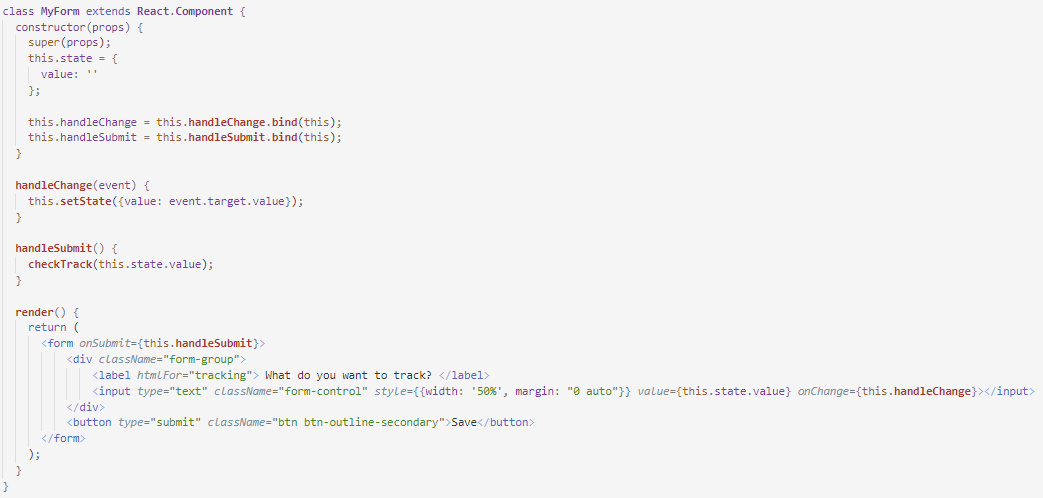 class MyForm extends React.Component {
constructor(props) {
super(props);
this.state = {
value: ''
};
this.handleChange = this.handleChange.bind(this);
this.handleSubmit = this.handleSubmit.bind(this);
}
handleChange(event) {
this.setState({value: event.target.value});
}
handleSubmit() {
checkTrack(this.state.value);
}
render() {
return (
<form onSubmit={this.handleSubmit}>
<div className="form-group">
<label htmlFor="tracking"> What do you want to track? </label>
<input type="text" className="form-control" style={{width: '50%', margin: "0 auto"}} value={this.state.value} onChange={this.handleChange}></input>
</div>
<button type="submit" className="btn btn-outline-secondary">Save</button>
</form>
);
}
}